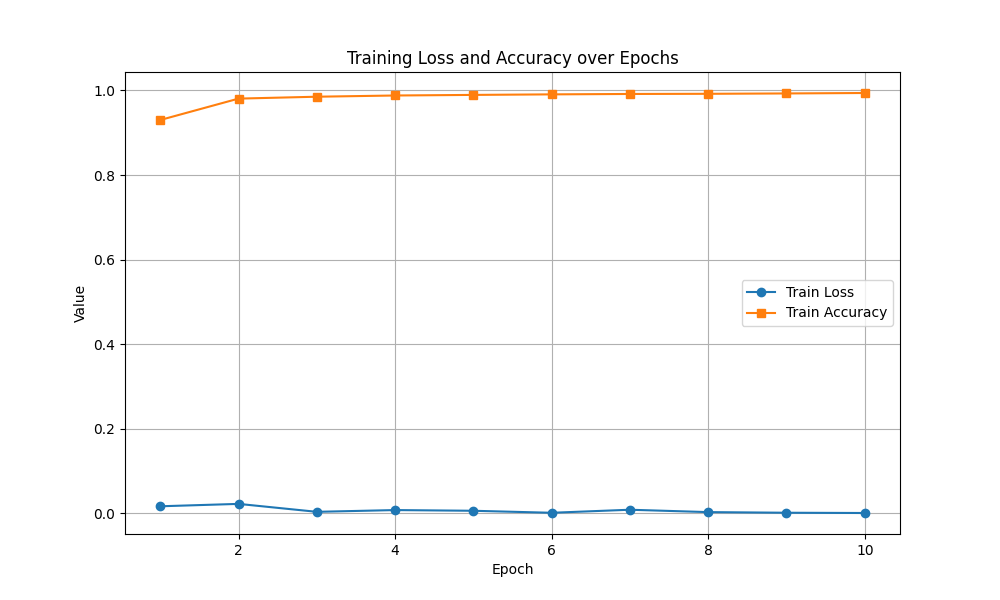 Training Loss and Accuracy over Epochs
1.0
0.8
0.6
0.4
0.2
0.0
Value
Train Loss
Train Accuracy
2 4 6 8 10
Epoch